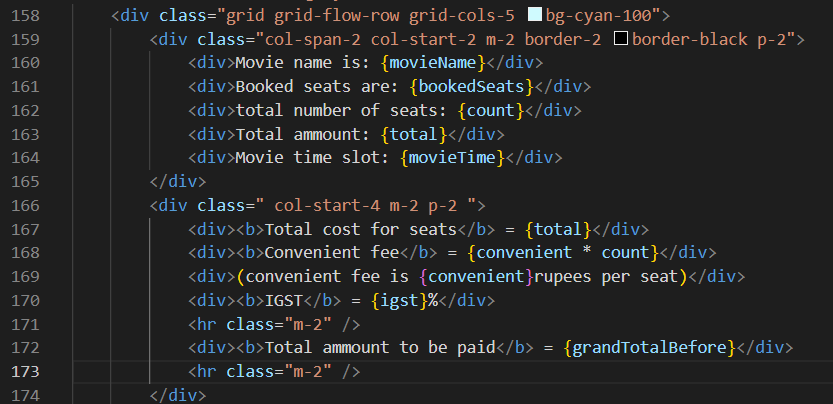 158 <div class="grid grid-flow-row grid-cols-5 bg-cyan-100">
159 <div class="col-span-2 col-start-2 m-2 border-2 border-black p-2">
160 <div>Movie name is: {movieName}</div>
161 <div>Booked seats are: {bookedSeats}</div>
162 <div>total number of seats: {count}</div>
163 <div>Total ammount: {total}</div>
164 <div>Movie time slot: {movieTime}</div>
165 </div>
166 <div class=" col-start-4 m-2 p-2 ">
167 <div><b>Total cost for seats</b> = {total}</div>
168 <div><b>Convenient fee</b> = {convenient * count}</div>
169 <div>(convenient fee is {convenient}rupees per seat)</div>
170 <div><b>IGST</b> = {igst}%</div>
171 <hr class="m-2" />
172 <div><b>Total ammount to be paid</b> = {grandTotalBefore}</div>
173 <hr class="m-2" />
174 </div>